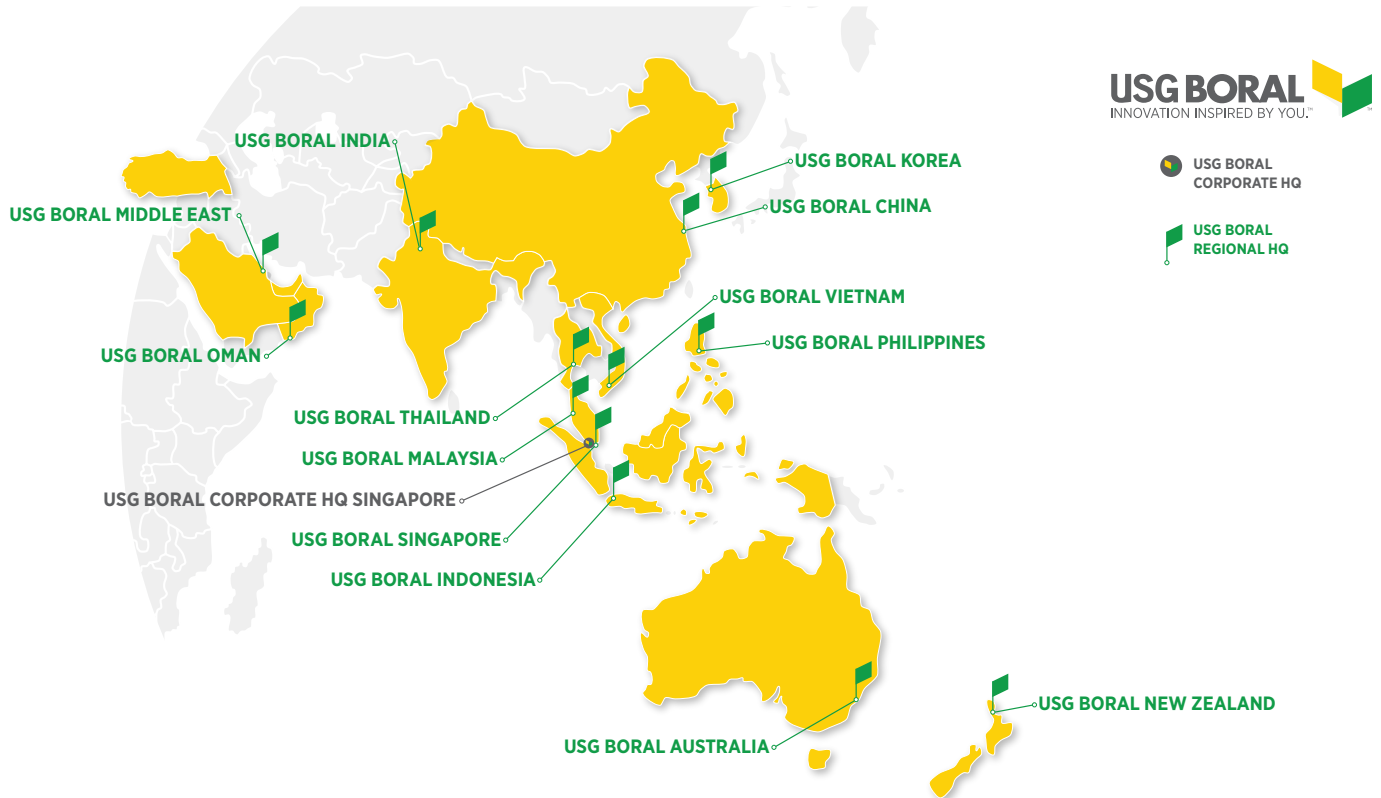 USG BORAL
INNOVATION INSPIRED BY YOU.™
™
USG BORAL
CORPORATE HQ
USG BORAL
REGIONAL HQ
USG BORAL INDIA
USG BORAL KOREA
USG BORAL MIDDLE EAST
USG BORAL CHINA
USG BORAL VIETNAM
USG BORAL OMAN
USG BORAL PHILIPPINES
USG BORAL THAILAND
USG BORAL MALAYSIA
USG BORAL CORPORATE HQ SINGAPORE
USG BORAL SINGAPORE
USG BORAL INDONESIA
USG BORAL NEW ZEALAND
USG BORAL AUSTRALIA